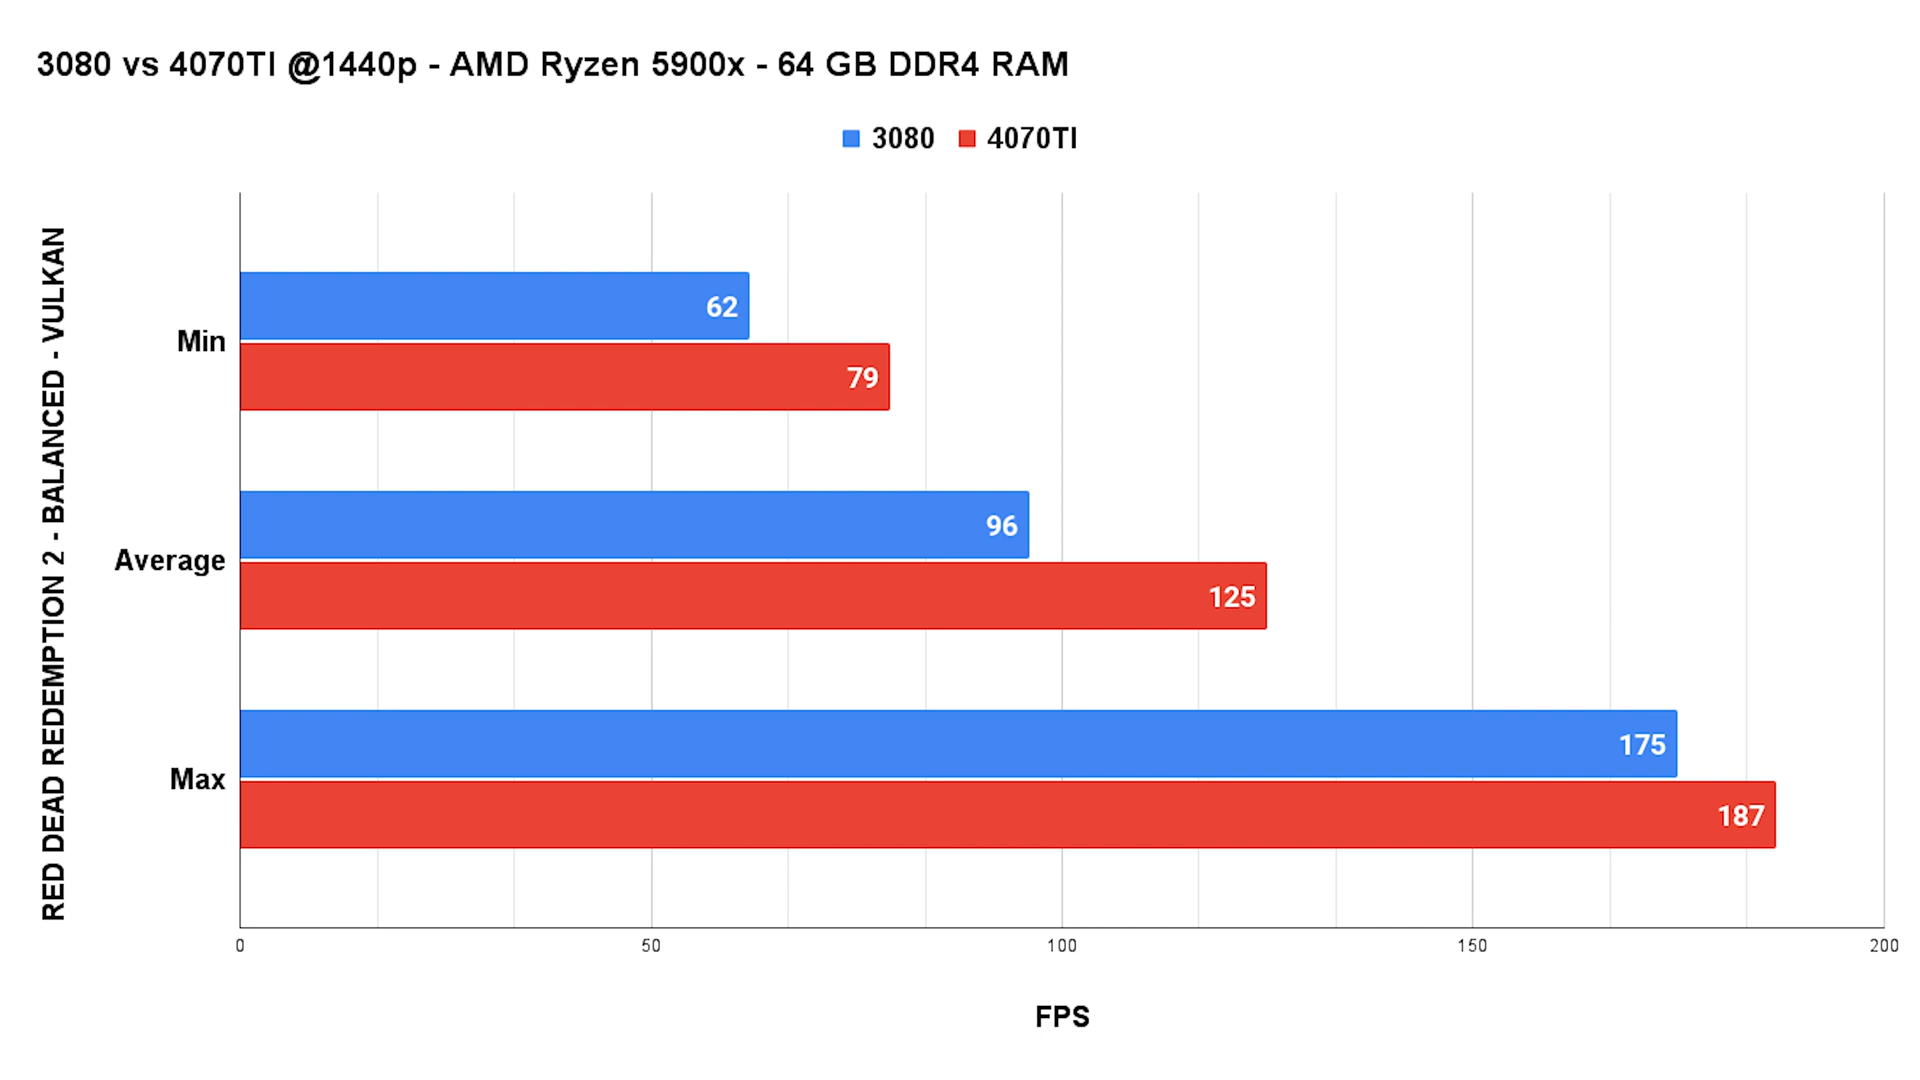 3080 vs 4070TI @1440p - AMD Ryzen 5900x - 64 GB DDR4 RAM
3080 4070TI
RED DEAD REDEMPTION 2 - BALANCED - VULKAN
Min
62
79
Average
96
125
Max
175
187
0 50 100 150 200
FPS